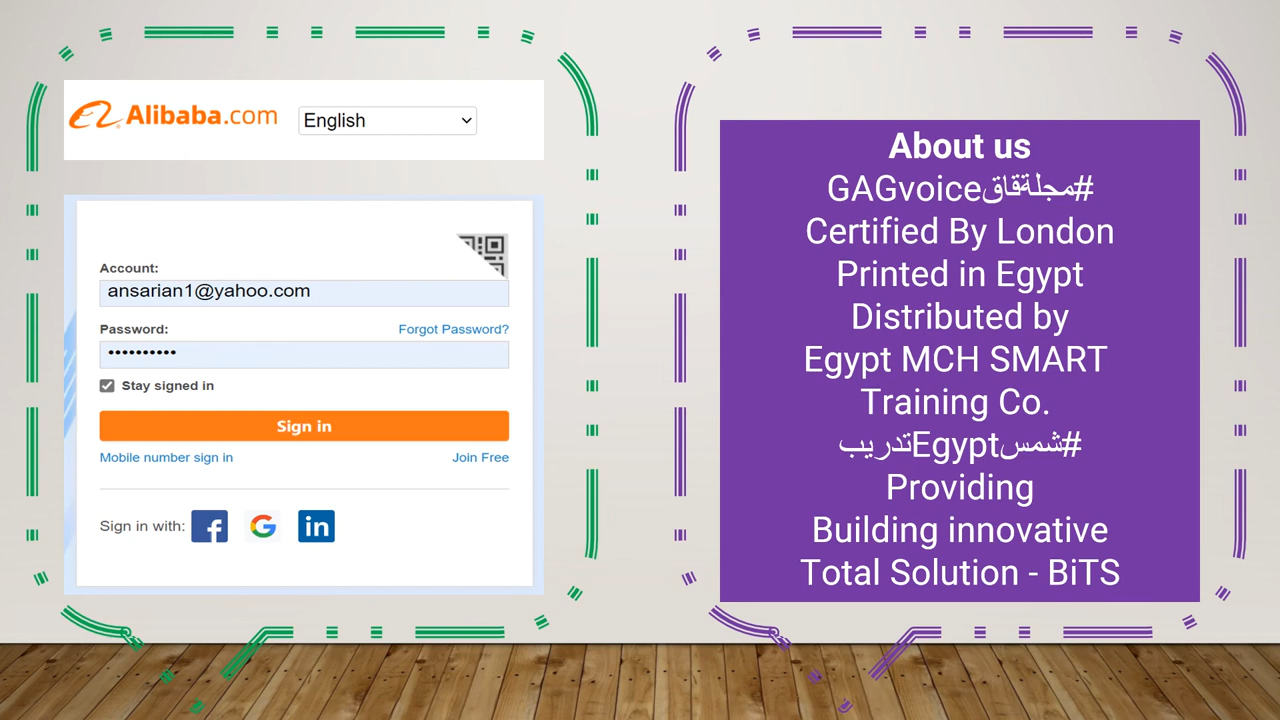 Alibaba.com
English
Account:
ansarian1@yahoo.com
Password:
Forgot Password?
••••••••••
Stay signed in
Sign in
Mobile number sign in
Join Free
Sign in with:
f
G
in
About us
#مجلةقاقGAGvoice
Certified By London
Printed in Egypt
Distributed by
Egypt MCH SMART
Training Co.
#شمسEgyptتدريب
Providing
Building innovative
Total Solution - BiTS